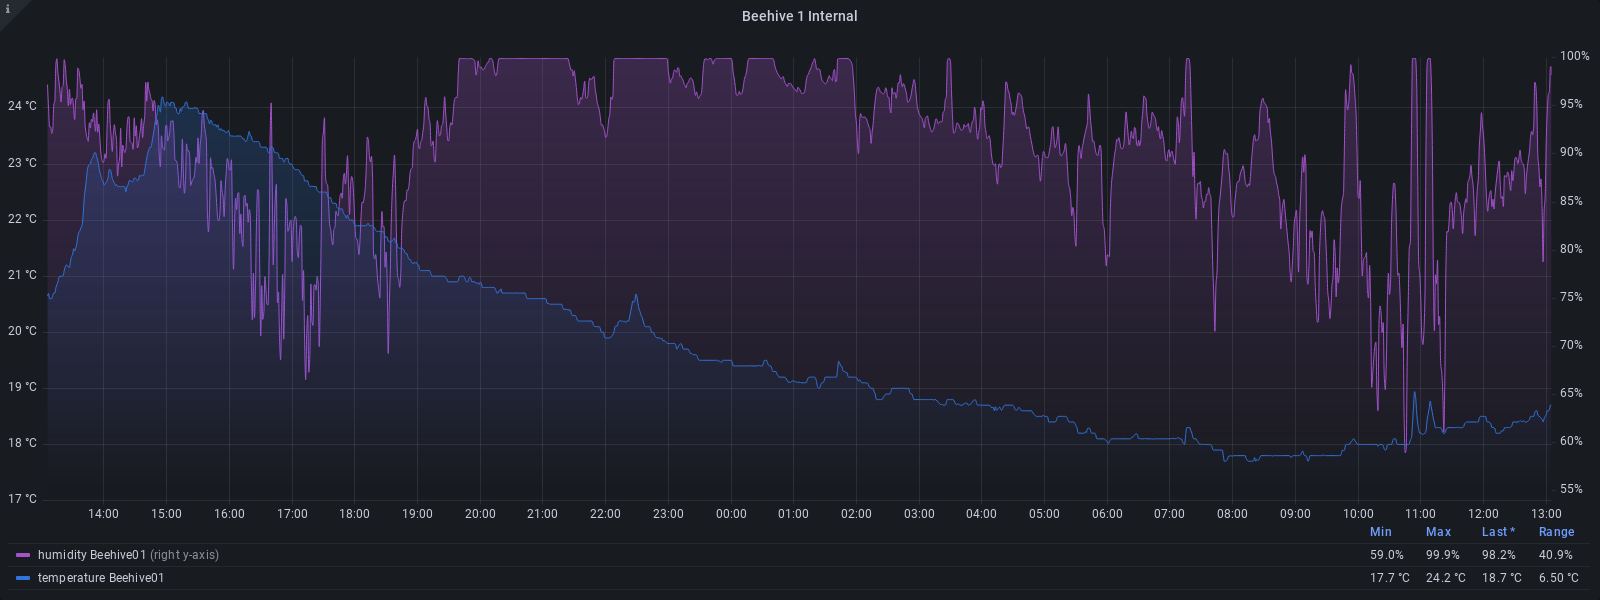 i
Beehive 1 Internal
24 °C
23 °C
22 °C
21 °C
20 °C
19 °C
18 °C
17 °C
100%
95%
90%
85%
80%
75%
70%
65%
60%
55%
14:00 15:00 16:00 17:00 18:00 19:00 20:00 21:00 22:00 23:00 00:00 01:00 02:00 03:00 04:00 05:00 06:00 07:00 08:00 09:00 10:00 11:00 12:00 13:00
Min Max Last * Range
humidity Beehive01 (right y-axis) 59.0% 99.9% 98.2% 40.9%
temperature Beehive01 17.7 °C 24.2 °C 18.7 °C 6.50 °C